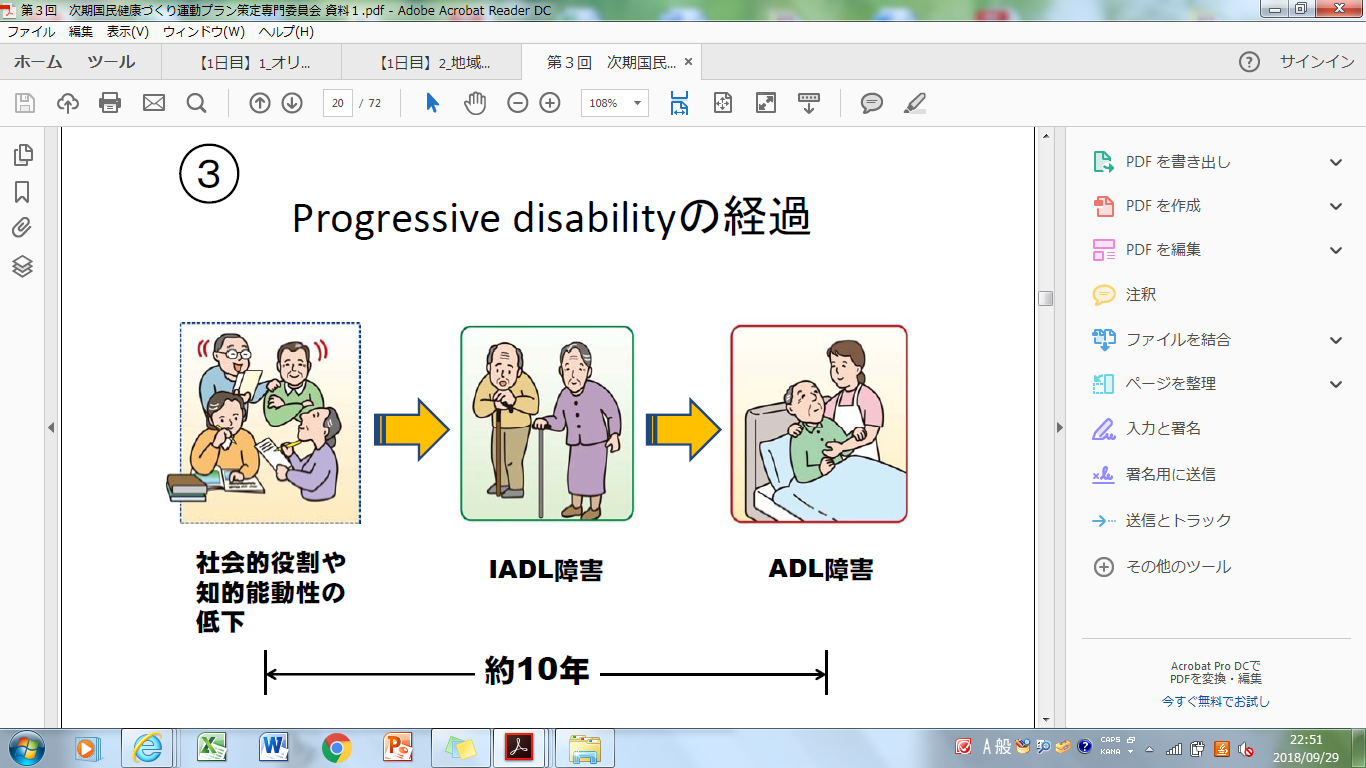 第３回　次期国民健康づくり運動プラン策定専門委員会 資料１.pdf - Adobe Acrobat Reader DC
ファイル 編集 表示(V) ウィンドウ(W) ヘルプ(H)
ホーム ツール 【1日目】1_オリ... 【1日目】2_地域... 第３回　次期国民... × サインイン
20 / 72 108%
③
Progressive disabilityの経過
社会的役割や
知的能動性の
低下
IADL障害
ADL障害
約10年
PDF を書き出し
PDF を作成
PDF を編集
注釈
ファイルを結合
ページを整理
入力と署名
署名用に送信
送信とトラック
その他のツール
Acrobat Pro DCで
PDFを変換・編集
今すぐ無料でお試し
A 般 CAPS KANA
22:51
2018/09/29